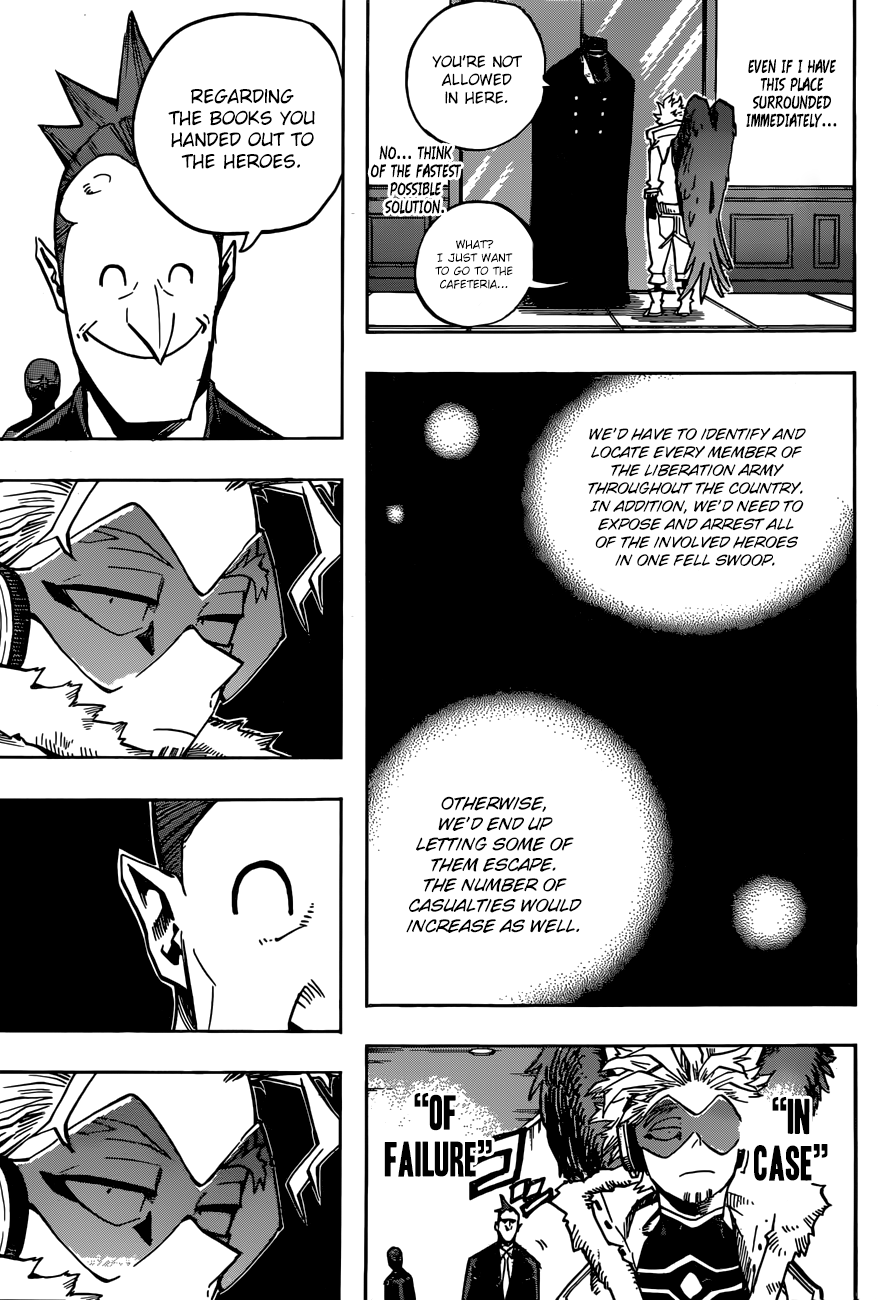 EVEN IF I HAVE
THIS PLACE
SURROUNDED
IMMEDIATELY...
YOU'RE NOT
ALLOWED
IN HERE.
NO... THINK
OF THE FASTEST
POSSIBLE
SOLUTION.
WHAT?
I JUST WANT
TO GO TO THE
CAFETERIA...
WE'D HAVE TO IDENTIFY AND
LOCATE EVERY MEMBER OF
THE LIBERATION ARMY
THROUGHOUT THE COUNTRY.
IN ADDITION, WE'D NEED TO
EXPOSE AND ARREST ALL
OF THE INVOLVED HEROES
IN ONE FELL SWOOP.
OTHERWISE,
WE'D END UP
LETTING SOME OF
THEM ESCAPE.
THE NUMBER OF
CASUALTIES WOULD
INCREASE AS WELL.
"IN
CASE"
"OF
FAILURE"
REGARDING
THE BOOKS YOU
HANDED OUT TO
THE HEROES.